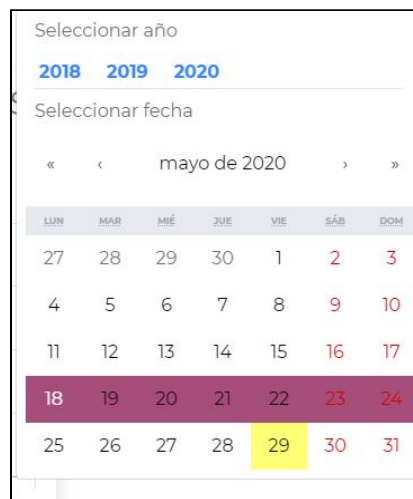 Seleccionar año
2018 2019 2020
Seleccionar fecha
« ‹ mayo de 2020 › »
LUN MAR MIÉ JUE VIE SÁB DOM
27 28 29 30 1 2 3
4 5 6 7 8 9 10
11 12 13 14 15 16 17
18 19 20 21 22 23 24
25 26 27 28 29 30 31